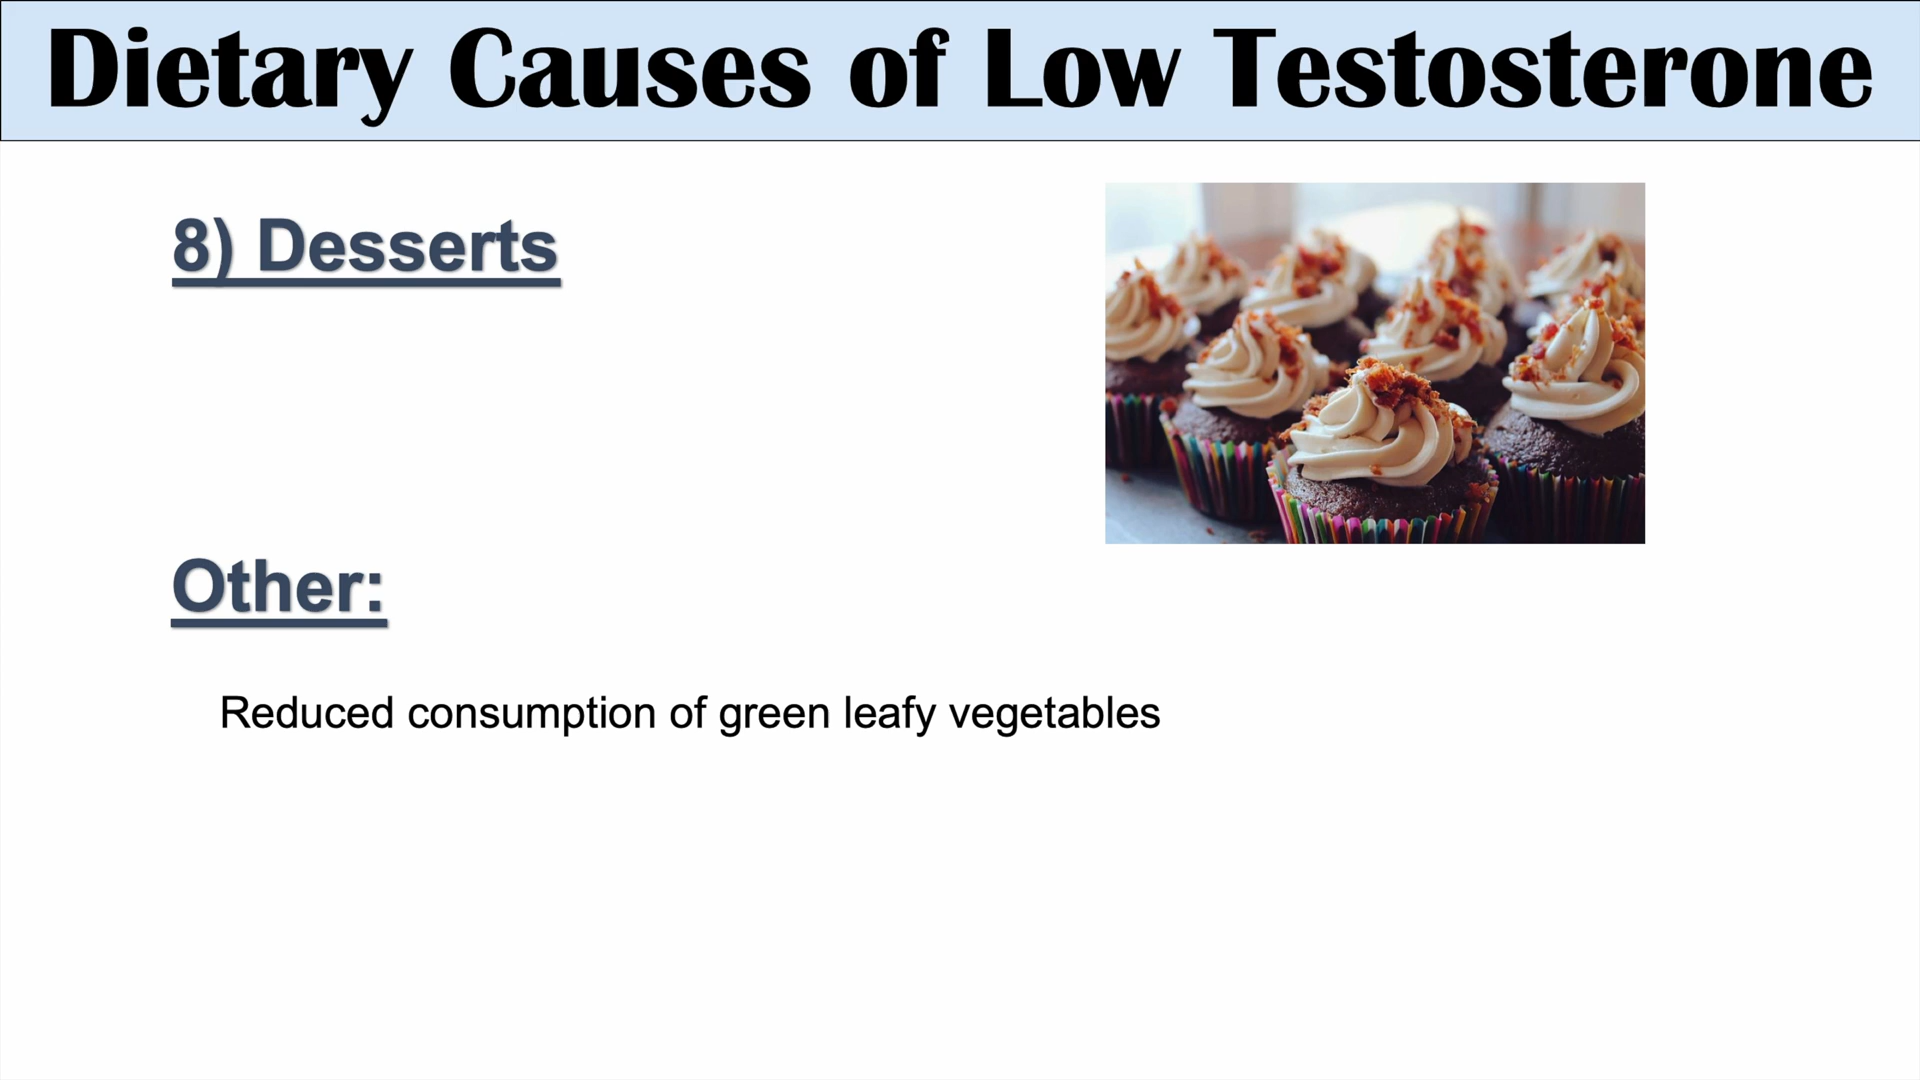 Dietary Causes of Low Testosterone
8) Desserts
Other:
Reduced consumption of green leafy vegetables